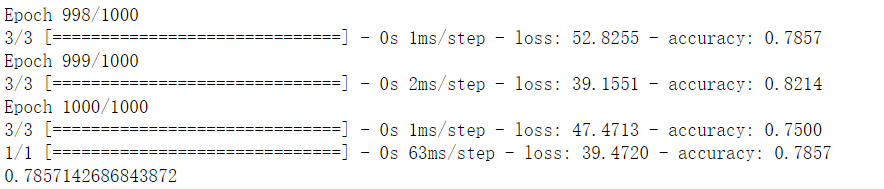 Epoch 998/1000
3/3 [==============================] - 0s 1ms/step - loss: 52.8255 - accuracy: 0.7857
Epoch 999/1000
3/3 [==============================] - 0s 2ms/step - loss: 39.1551 - accuracy: 0.8214
Epoch 1000/1000
3/3 [==============================] - 0s 1ms/step - loss: 47.4713 - accuracy: 0.7500
1/1 [==============================] - 0s 63ms/step - loss: 39.4720 - accuracy: 0.7857
0.7857142686843872